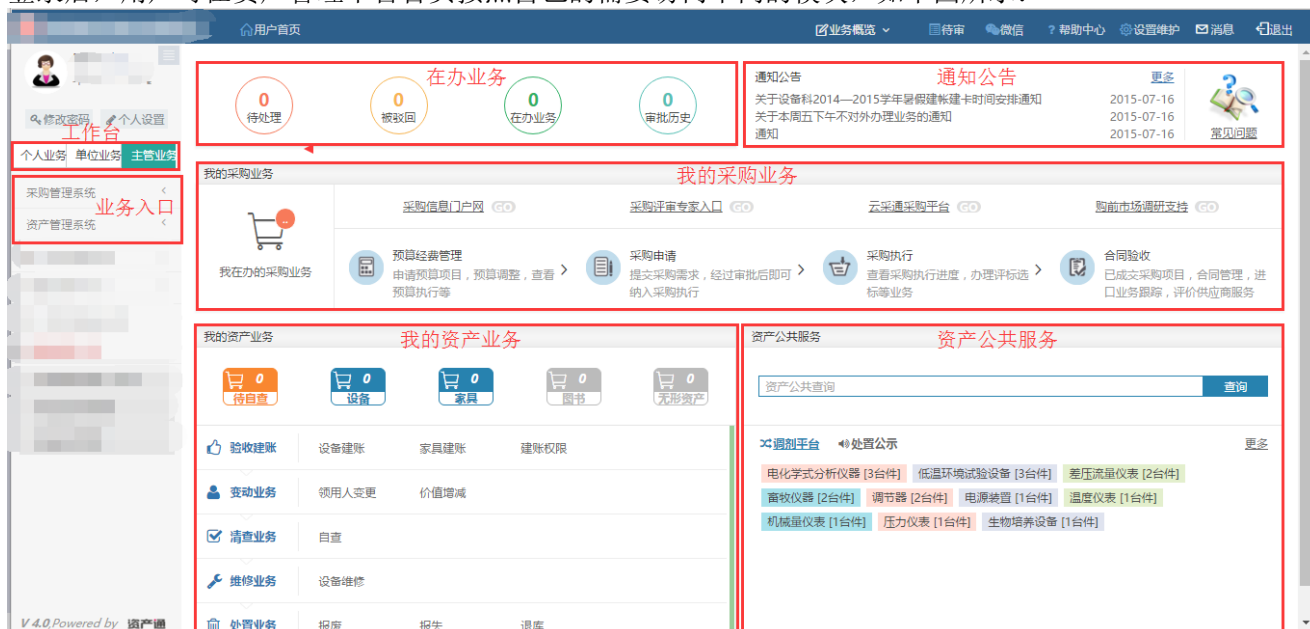 用户首页
业务概览
待审
微信
? 帮助中心
设置维护
消息
退出
修改密码
个人设置
工作台
个人业务 单位业务 主管业务
采购管理系统
业务入口
资产管理系统
V 4.0,Powered by 资产通
在办业务
0
待处理
0
被驳回
0
在办业务
0
审批历史
通知公告
通知公告
更多
关于设备科2014—2015学年暑假建帐建卡时间安排通知 2015-07-16
关于本周五下午不对外办理业务的通知 2015-07-16
通知 2015-07-16
常见问题
我的采购业务
我的采购业务
我在办的采购业务
采购信息门户网 GO
采购评审专家入口 GO
云采通采购平台 GO
购前市场调研支持 GO
预算经费管理
申请预算项目，预算调整，查看
预算执行等
采购申请
提交采购需求，经过审批后即可
纳入采购执行
采购执行
查看采购执行进度，办理评标选
标等业务
合同验收
已成交采购项目，合同管理，进
口业务跟踪，评价供应商服务
我的资产业务
我的资产业务
0
待自查
0
设备
0
家具
0
图书
0
无形资产
验收建账 设备建账 家具建账 建账权限
变动业务 领用人变更 价值增减
清查业务 自查
维修业务 设备维修
处置业务 报废 报失 退库
资产公共服务
资产公共服务
资产公共查询
查询
调剂平台
处置公示
更多
电化学式分析仪器 [3台件] 低温环境试验设备 [3台件] 差压流量仪表 [2台件]
畜牧仪器 [2台件] 调节器 [2台件] 电源装置 [1台件] 温度仪表 [1台件]
机械量仪表 [1台件] 压力仪表 [1台件] 生物培养设备 [1台件]